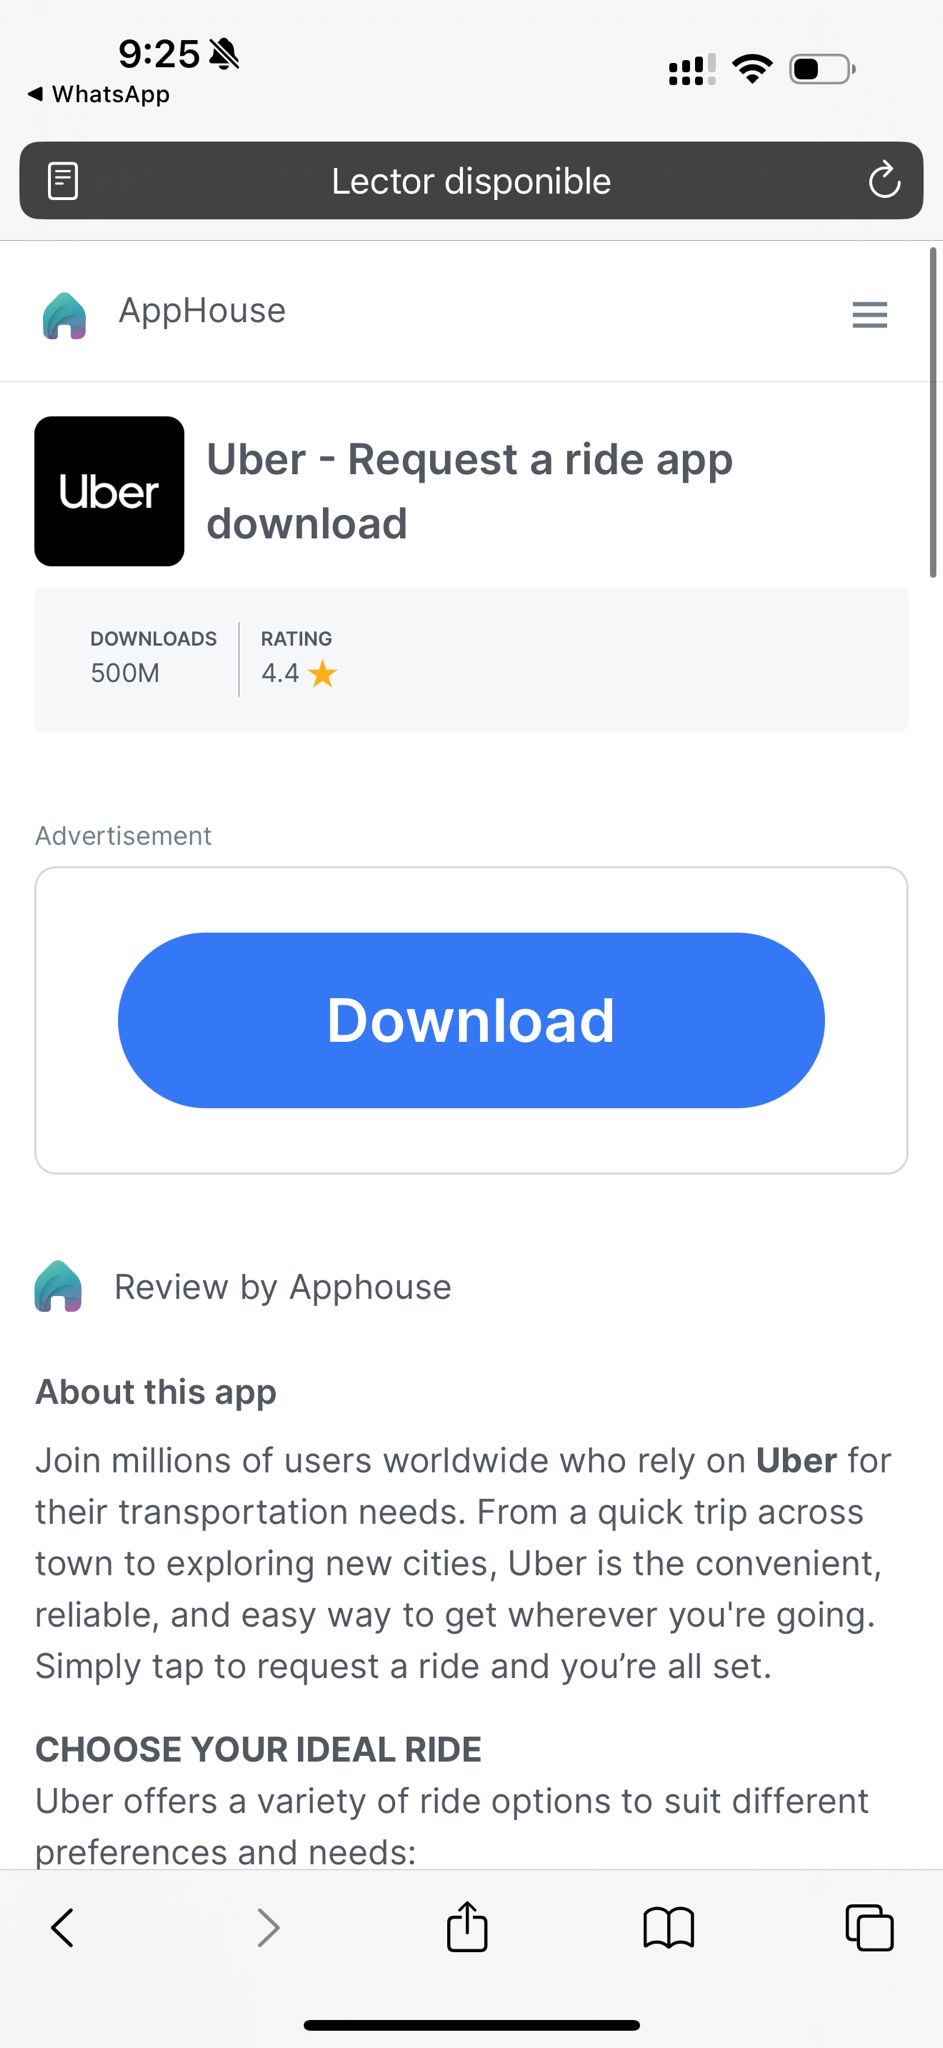 9:25
◀ WhatsApp
Lector disponible
AppHouse
Uber
Uber - Request a ride app
download
DOWNLOADS
500M
RATING
4.4 ★
Advertisement
Download
Review by Apphouse
About this app
Join millions of users worldwide who rely on Uber for
their transportation needs. From a quick trip across
town to exploring new cities, Uber is the convenient,
reliable, and easy way to get wherever you're going.
Simply tap to request a ride and you’re all set.
CHOOSE YOUR IDEAL RIDE
Uber offers a variety of ride options to suit different
preferences and needs: